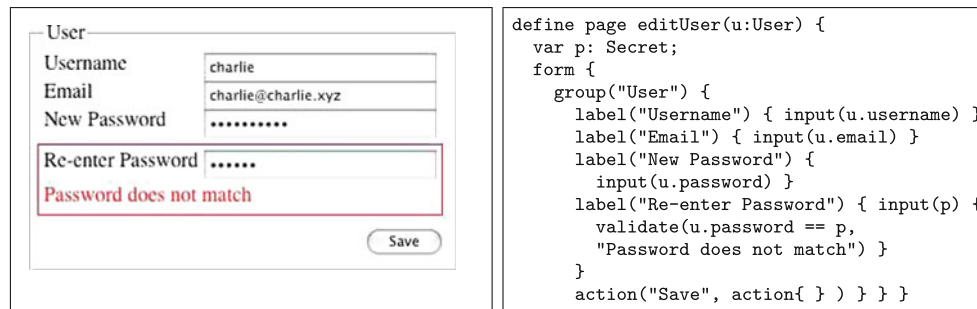 User
Username charlie
Email charlie@charlie.xyz
New Password ••••••••••
Re-enter Password ••••••
Password does not match
Save
define page editUser(u:User) {
var p: Secret;
form {
group("User") {
label("Username") { input(u.username) }
label("Email") { input(u.email) }
label("New Password") {
input(u.password) }
label("Re-enter Password") { input(p) {
validate(u.password == p,
"Password does not match") }
}
action("Save", action{ } ) } } }